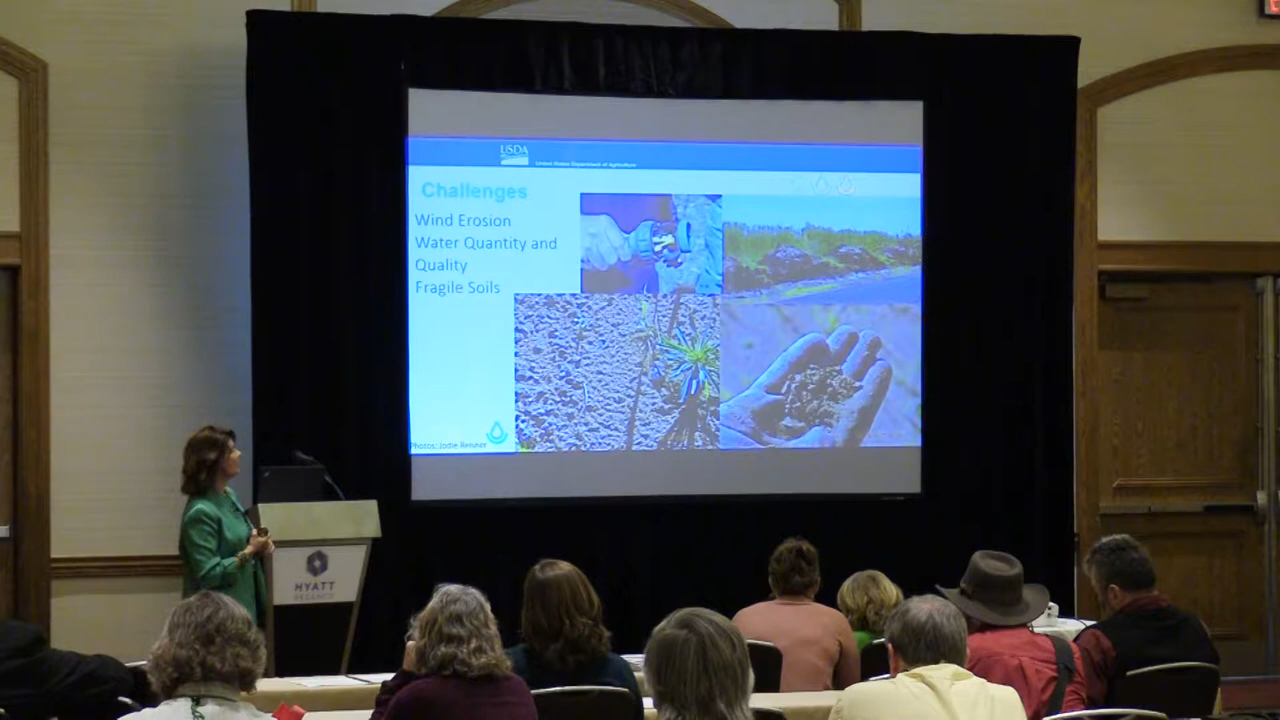 USDA
United States Department of Agriculture
Challenges
Wind Erosion
Water Quantity and
Quality
Fragile Soils
Photos: Jodie Reisner
HYATT
REGENCY